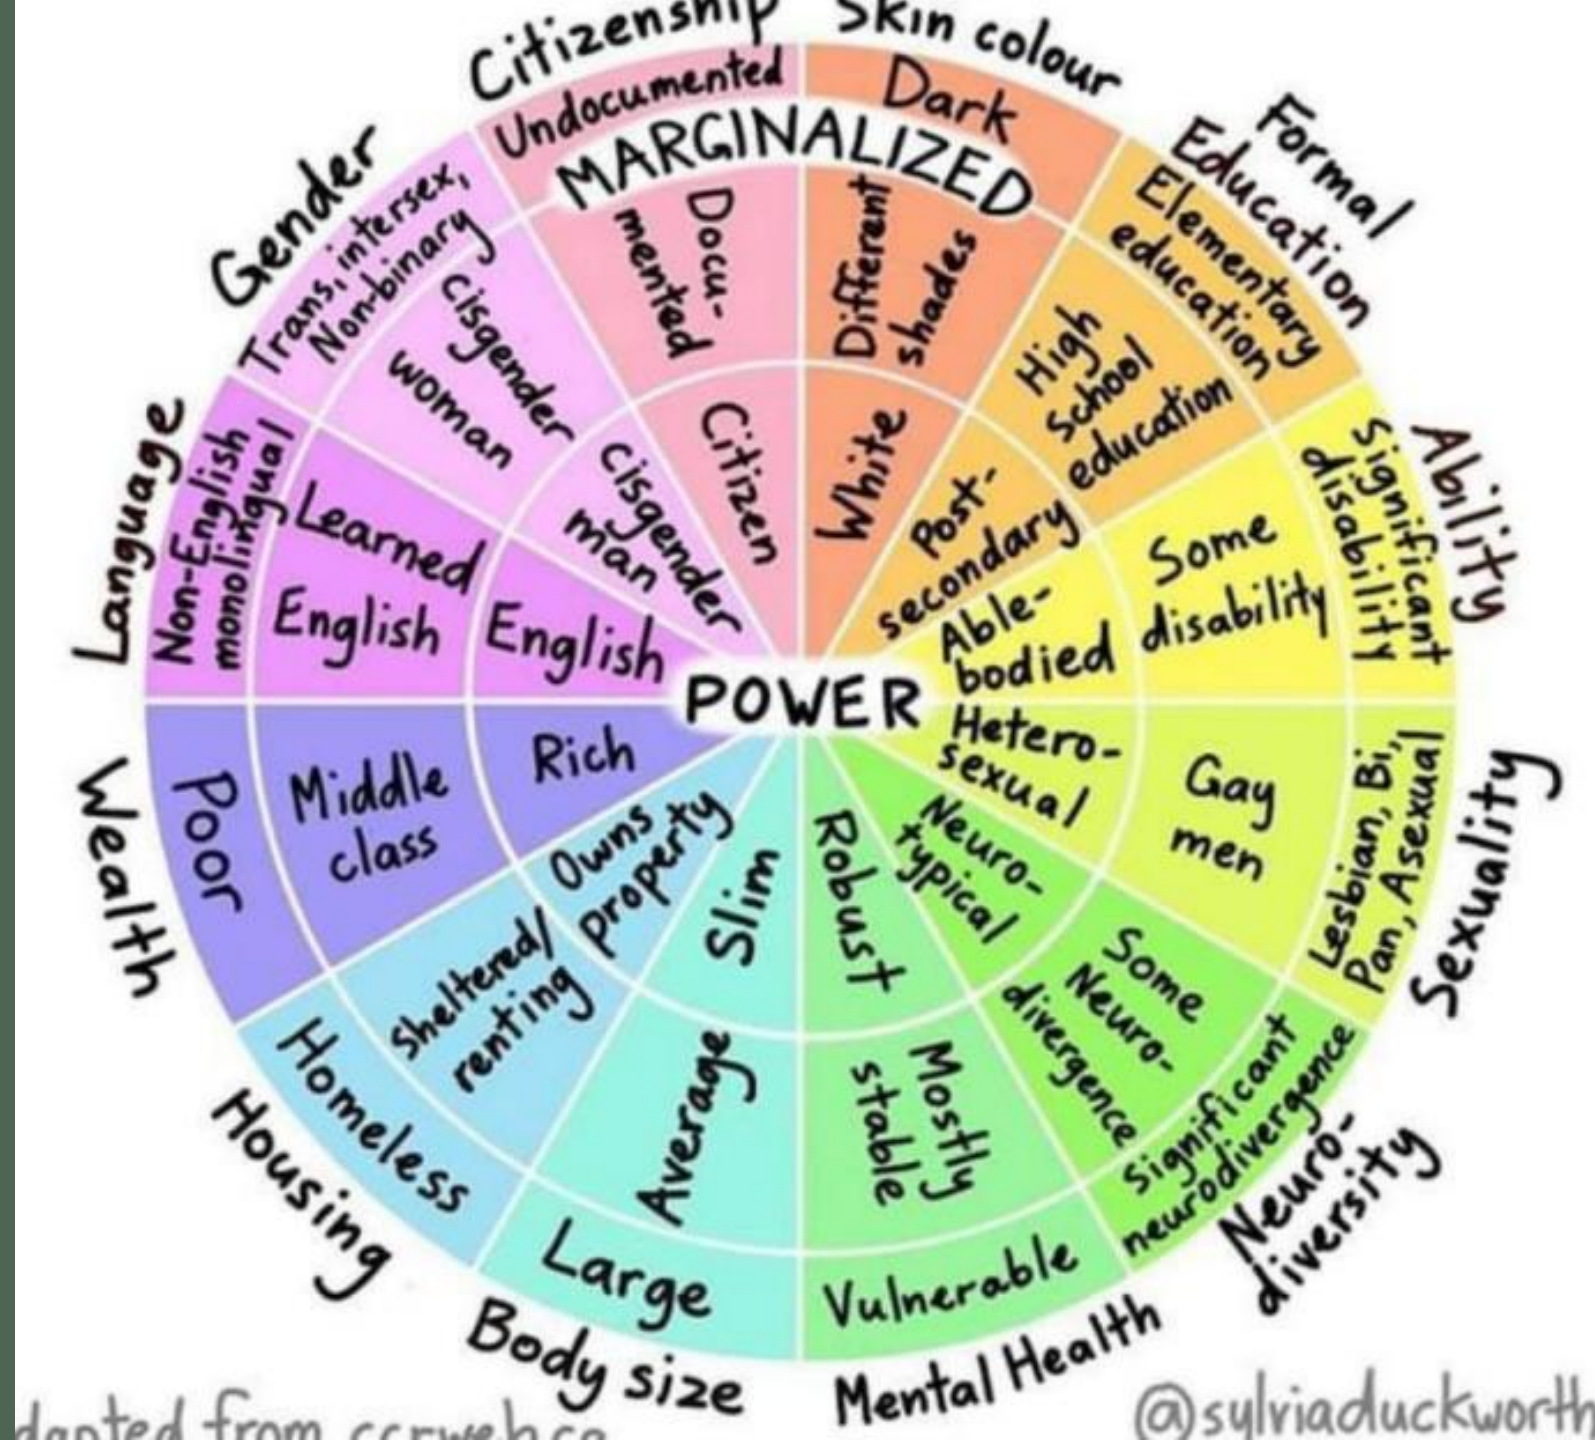 Citizenship
Skin colour
Formal
Education
Ability
Sexuality
Neuro-
diversity
Mental Health
Body size
Housing
Wealth
Language
Gender
MARGINALIZED
POWER
Undocumented
Docu-
mented
Citizen
Dark
Different
shades
White
Elementary
education
High
School
education
Post-
secondary
Significant
disability
Some
disability
Able-
bodied
Lesbian, Bi,
Pan, Asexual
Gay
men
Hetero-
sexual
Significant
neurodivergence
Some
Neuro-
divergence
Neuro-
typical
Vulnerable
Mostly
stable
Robust
Large
Average
Slim
Homeless
Sheltered/
renting
Owns
property
Poor
Middle
class
Rich
Non-English
monolingual
Learned
English
English
Trans, intersex,
Non-binary
cisgender
woman
cisgender
man
from
@sylviaduckworth